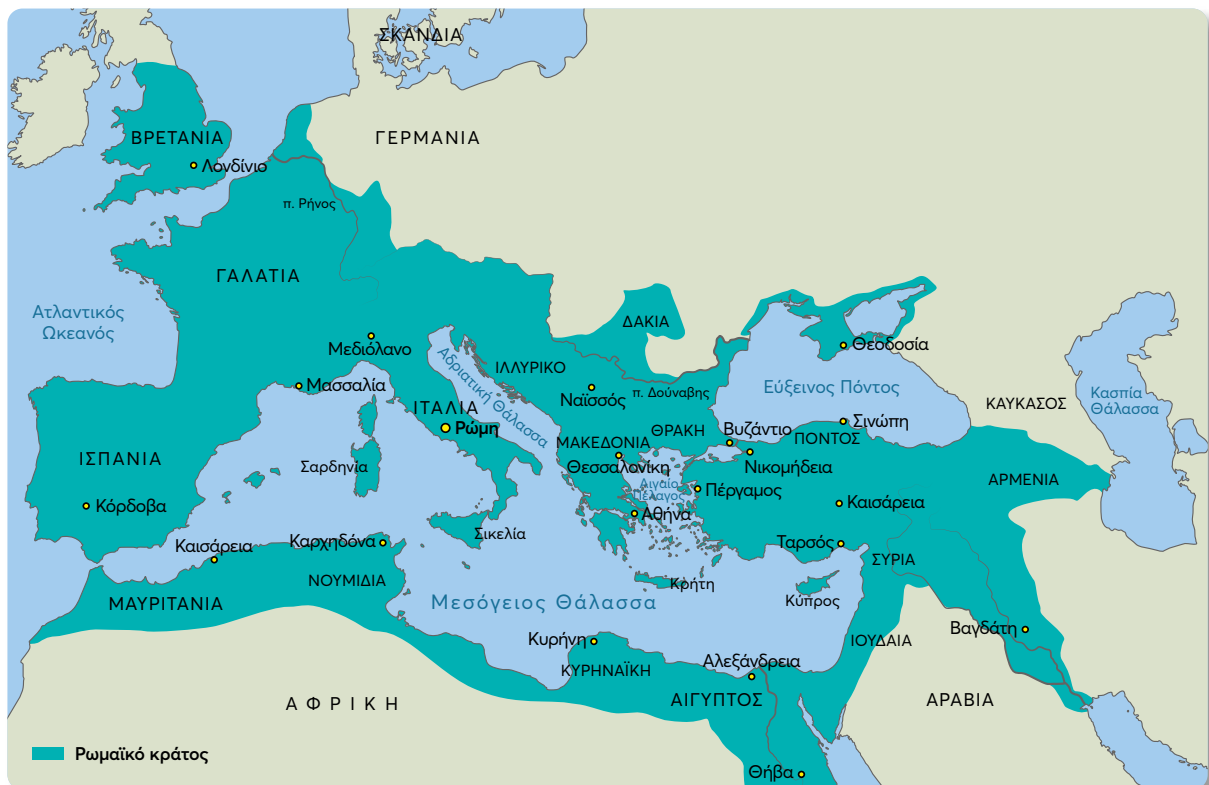 ΣΚΑΝΔΙΑ
ΒΡΕΤΑΝΙΑ
ΓΕΡΜΑΝΙΑ
Λονδίνιο
π. Ρήνος
ΓΑΛΑΤΙΑ
Ατλαντικός
Ωκεανός
ΔΑΚΙΑ
Μεδιόλανο
Θεοδοσία
Αδριατική Θάλασσα
ΙΛΛΥΡΙΚΟ
Μασσαλία
Ναϊσσός
π. Δούναβης
Εύξεινος Πόντος
Κασπία
Θάλασσα
ΚΑΥΚΑΣΟΣ
ΙΤΑΛΙΑ
Ρώμη
ΘΡΑΚΗ
Βυζάντιο
Σινώπη
ΠΟΝΤΟΣ
ΜΑΚΕΔΟΝΙΑ
ΙΣΠΑΝΙΑ
Σαρδηνία
Θεσσαλονίκη
Νικομήδεια
ΑΡΜΕΝΙΑ
Αιγαίο
Πέλαγος
Πέργαμος
Κόρδοβα
Καισάρεια
Αθήνα
Σικελία
Καισάρεια
Καρχηδόνα
Ταρσός
ΣΥΡΙΑ
ΝΟΥΜΙΔΙΑ
Κρήτη
ΜΑΥΡΙΤΑΝΙΑ
Μεσόγειος Θάλασσα
Κύπρος
Βαγδάτη
Κυρήνη
ΙΟΥΔΑΙΑ
ΚΥΡΗΝΑΪΚΗ
Αλεξάνδρεια
ΑΦΡΙΚΗ
ΑΙΓΥΠΤΟΣ
ΑΡΑΒΙΑ
Ρωμαϊκό κράτος
Θήβα